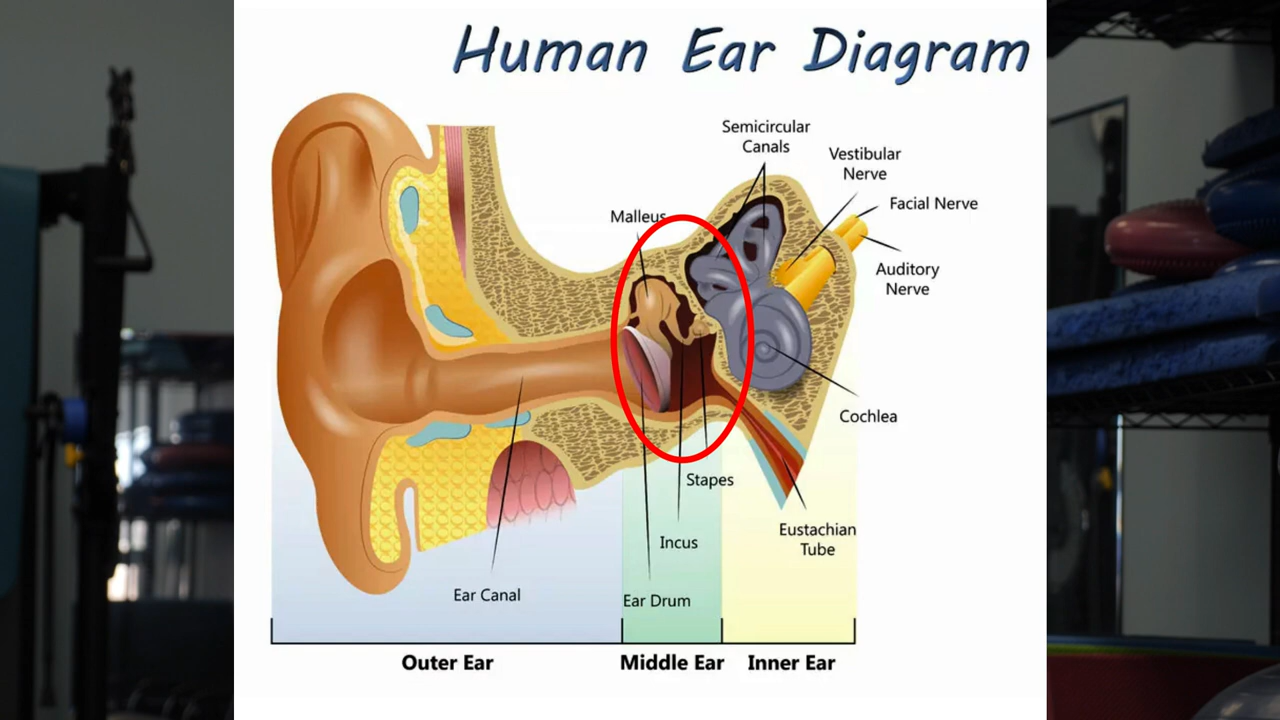 Human Ear Diagram
Semicircular
Canals
Vestibular
Nerve
Facial Nerve
Malleus
Auditory
Nerve
Cochlea
Stapes
Eustachian
Tube
Incus
Ear Canal
Ear Drum
Outer Ear
Middle Ear
Inner Ear